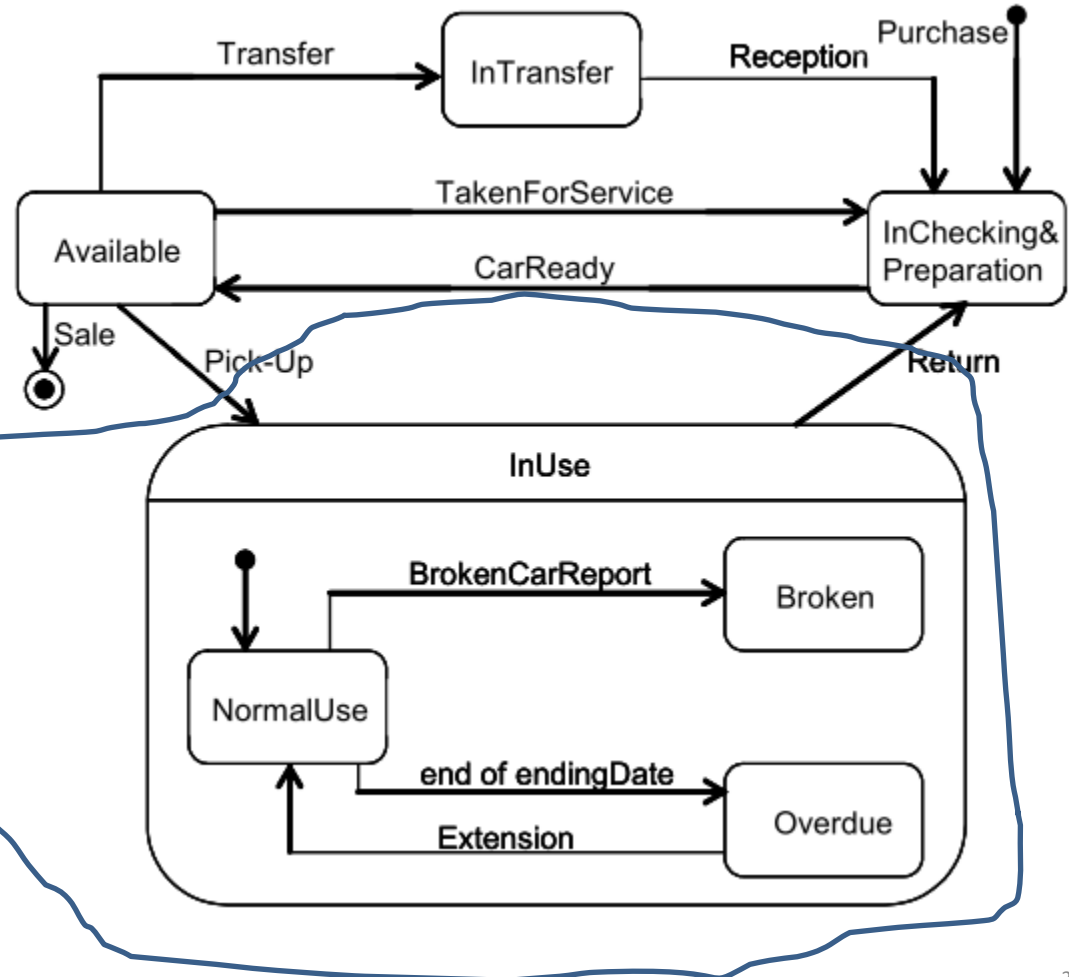 Purchase
Transfer
InTransfer
Reception
TakenForService
Available
InChecking&
Preparation
CarReady
Sale
Pick-Up
Return
InUse
BrokenCarReport
Broken
NormalUse
end of endingDate
Overdue
Extension